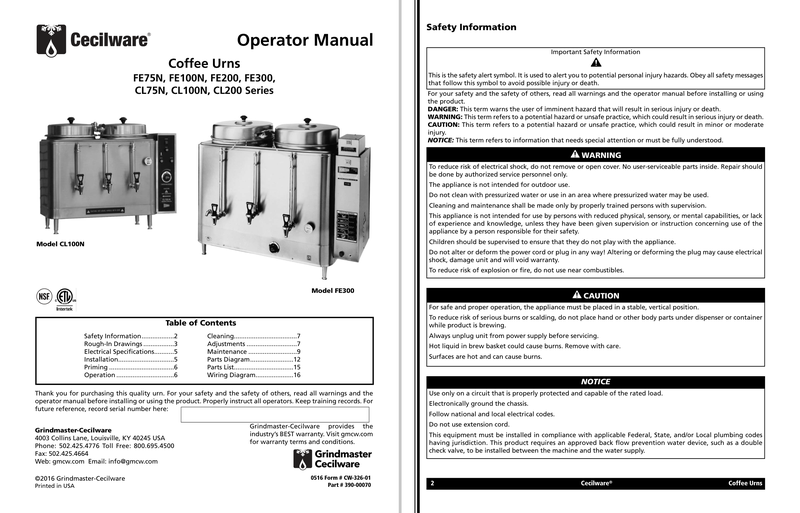 Cecilware®
Operator Manual
Coffee Urns
FE75N, FE100N, FE200, FE300,
CL75N, CL100N, CL200 Series
Model CL100N
Model FE300
NSF
Intertek
Table of Contents
Safety Information.................2
Rough-In Drawings................3
Electrical Specifications..........5
Installation..............................5
Priming...................................6
Operation...............................6
Cleaning.................................7
Adjustments...........................7
Maintenance..........................9
Parts Diagram.......................12
Parts List...............................15
Wiring Diagram....................16
Thank you for purchasing this quality urn. For your safety and the safety of others, read all warnings and the
operator manual before installing or using the product. Properly instruct all operators. Keep training records. For
future reference, record serial number here:
Grindmaster-Cecilware
4003 Collins Lane, Louisville, KY 40245 USA
Phone: 502.425.4776 Toll Free: 800.695.4500
Fax: 502.425.4664
Web: gmcw.com Email: info@gmcw.com
©2016 Grindmaster-Cecilware
Printed in USA
Grindmaster-Cecilware provides the
industry's BEST warranty. Visit gmcw.com
for warranty terms and conditions.
Grindmaster
Cecilware
0516 Form # CW-326-01
Part # 390-00070
Safety Information
Important Safety Information
This is the safety alert symbol. It is used to alert you to potential personal injury hazards. Obey all safety messages
that follow this symbol to avoid possible injury or death.
For your safety and the safety of others, read all warnings and the operator manual before installing or using
the product.
DANGER: This term warns the user of imminent hazard that will result in serious injury or death.
WARNING: This term refers to a potential hazard or unsafe practice, which could result in serious injury or death.
CAUTION: This term refers to a potential hazard or unsafe practice, which could result in minor or moderate
injury.
NOTICE: This term refers to information that needs special attention or must be fully understood.
WARNING
To reduce risk of electrical shock, do not remove or open cover. No user-serviceable parts inside. Repair should
be done by authorized service personnel only.
The appliance is not intended for outdoor use.
Do not clean with pressurized water or use in an area where pressurized water may be used.
Cleaning and maintenance shall be made only by properly trained persons with supervision.
This appliance is not intended for use by persons with reduced physical, sensory, or mental capabilities, or lack
of experience and knowledge, unless they have been given supervision or instruction concerning use of the
appliance by a person responsible for their safety.
Children should be supervised to ensure that they do not play with the appliance.
Do not alter or deform the power cord or plug in any way! Altering or deforming the plug may cause electrical
shock, damage unit and will void warranty.
To reduce risk of explosion or fire, do not use near combustibles.
CAUTION
For safe and proper operation, the appliance must be placed in a stable, vertical position.
To reduce risk of serious burns or scalding, do not place hand or other body parts under dispenser or container
while product is brewing.
Always unplug unit from power supply before servicing.
Hot liquid in brew basket could cause burns. Remove with care.
Surfaces are hot and can cause burns.
NOTICE
Use only on a circuit that is properly protected and capable of the rated load.
Electronically ground the chassis.
Follow national and local electrical codes.
Do not use extension cord.
This equipment must be installed in compliance with applicable Federal, State, and/or Local plumbing codes
having jurisdiction. This product requires an approved back flow prevention water device, such as a double
check valve, to be installed between the machine and the water supply.
2 Cecilware® Coffee Urns